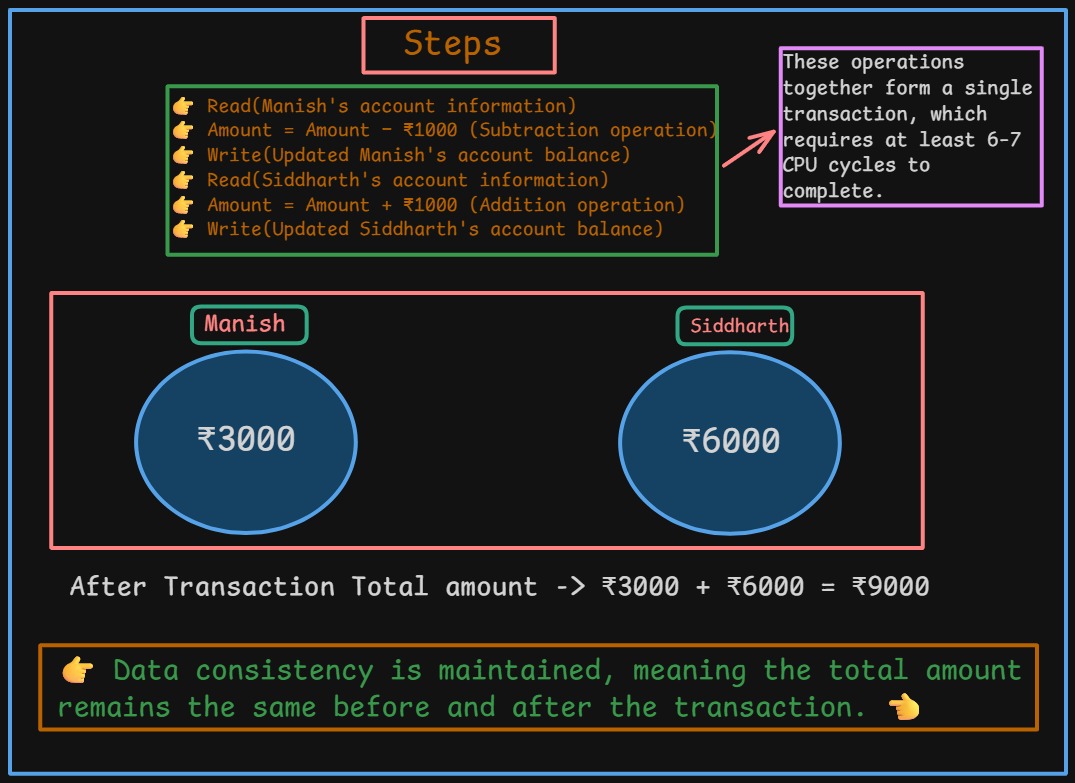 Steps
👉 Read(Manish's account information)
👉 Amount = Amount - ₹1000 (Subtraction operation)
👉 Write(Updated Manish's account balance)
👉 Read(Siddharth's account information)
👉 Amount = Amount + ₹1000 (Addition operation)
👉 Write(Updated Siddharth's account balance)
These operations
together form a single
transaction, which
requires at least 6-7
CPU cycles to
complete.
Manish
Siddharth
₹3000
₹6000
After Transaction Total amount -> ₹3000 + ₹6000 = ₹9000
👉 Data consistency is maintained, meaning the total amount
remains the same before and after the transaction. 👈